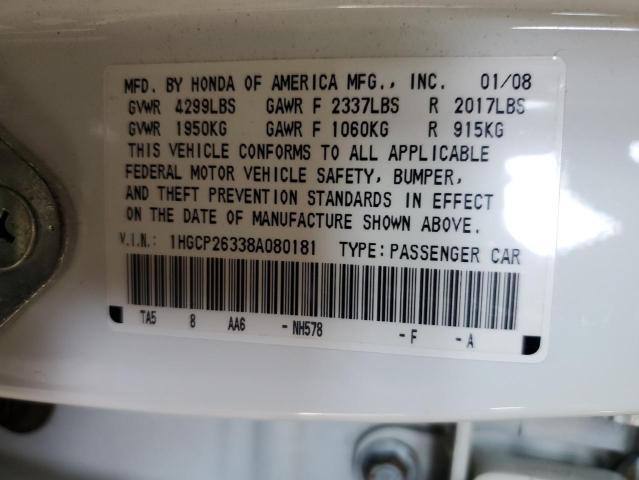 MFD. BY HONDA OF AMERICA MFG., INC. 01/08
GVWR 4299LBS GAWR F 2337LBS R 2017LBS
GVWR 1950KG GAWR F 1060KG R 915KG
THIS VEHICLE CONFORMS TO ALL APPLICABLE
FEDERAL MOTOR VEHICLE SAFETY, BUMPER,
AND THEFT PREVENTION STANDARDS IN EFFECT
ON THE DATE OF MANUFACTURE SHOWN ABOVE.
V.I.N.: 1HGCP26338A080181 TYPE:PASSENGER CAR
TA5 8 AA6 -NH578 -F -A